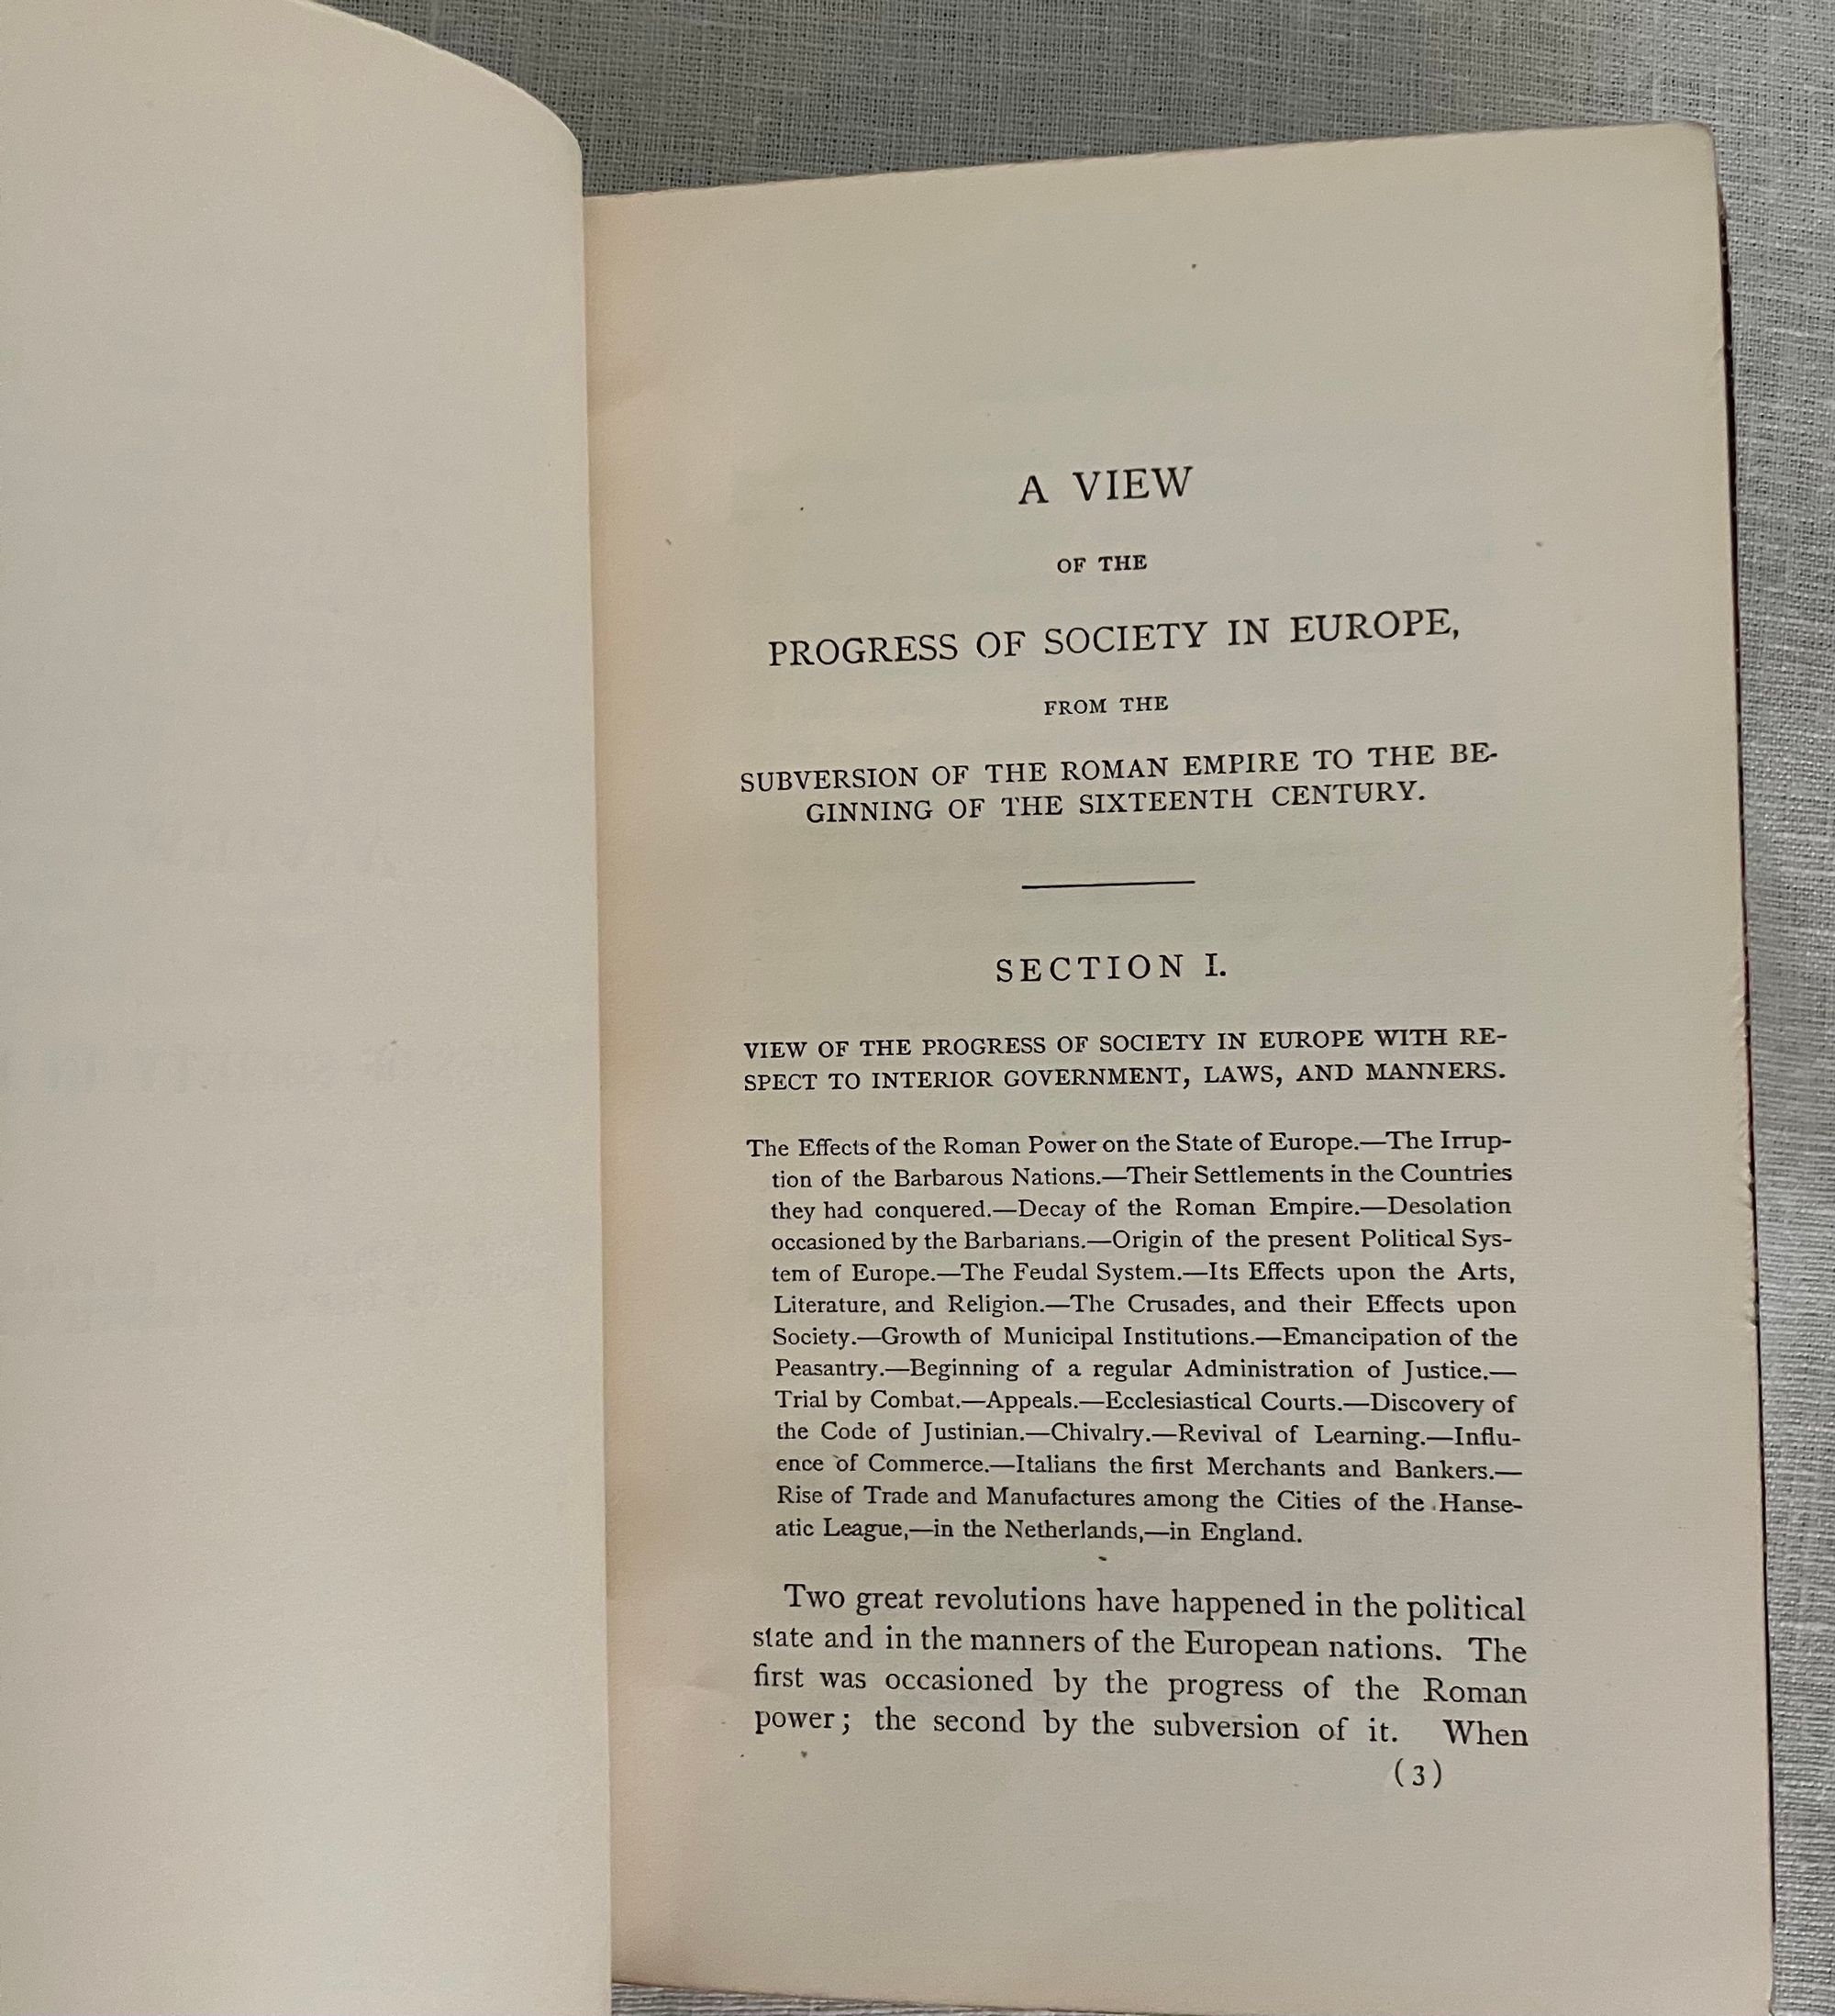 A VIEW
OF THE
PROGRESS OF SOCIETY IN EUROPE,
FROM THE
SUBVERSION OF THE ROMAN EMPIRE TO THE BE-
GINNING OF THE SIXTEENTH CENTURY.
SECTION I.
VIEW OF THE PROGRESS OF SOCIETY IN EUROPE WITH RE-
SPECT TO INTERIOR GOVERNMENT, LAWS, AND MANNERS.
The Effects of the Roman Power on the State of Europe.—The Irrup-
tion of the Barbarous Nations.—Their Settlements in the Countries
they had conquered.—Decay of the Roman Empire.—Desolation
occasioned by the Barbarians.—Origin of the present Political Sys-
tem of Europe.—The Feudal System.—Its Effects upon the Arts,
Literature, and Religion.—The Crusades, and their Effects upon
Society.—Growth of Municipal Institutions.—Emancipation of the
Peasantry.—Beginning of a regular Administration of Justice.—
Trial by Combat.—Appeals.—Ecclesiastical Courts.—Discovery of
the Code of Justinian.—Chivalry.—Revival of Learning.—Influ-
ence of Commerce.—Italians the first Merchants and Bankers.—
Rise of Trade and Manufactures among the Cities of the Hanse-
atic League,—in the Netherlands,—in England.
Two great revolutions have happened in the political
state and in the manners of the European nations. The
first was occasioned by the progress of the Roman
power; the second by the subversion of it. When
(3)